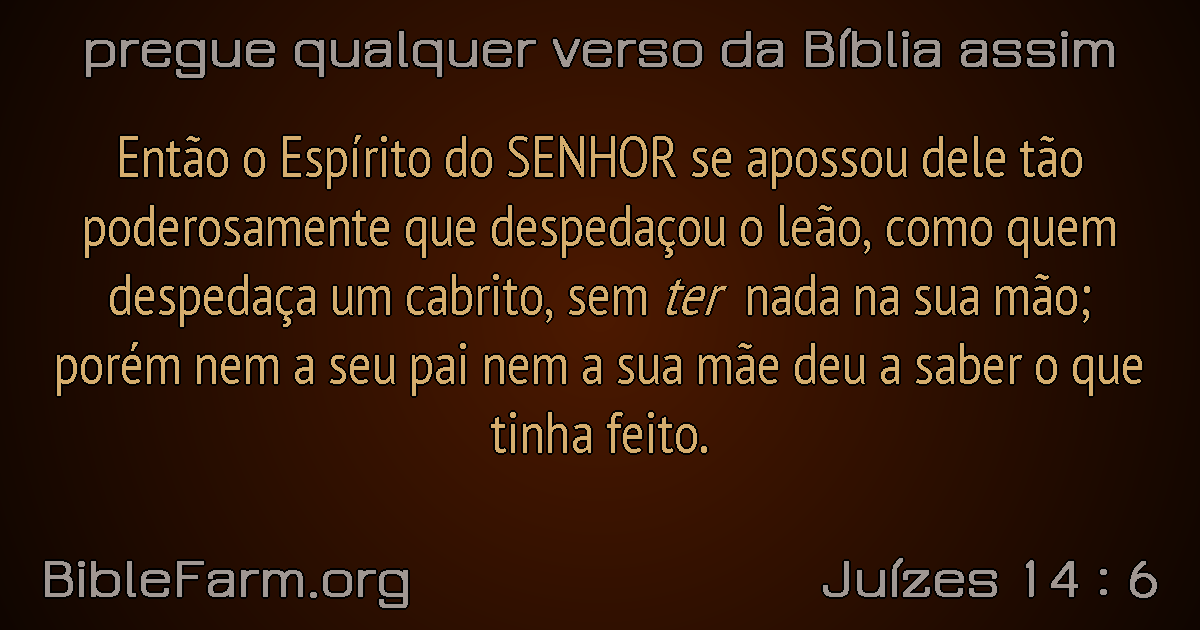 pregue qualquer verso da Bíblia assim
Então o Espírito do SENHOR se apossou dele tão
poderosamente que despedaçou o leão, como quem
despedaça um cabrito, sem ter nada na sua mão;
porém nem a seu pai nem a sua mãe deu a saber o que
tinha feito.
BibleFarm.org
Juízes 14 : 6